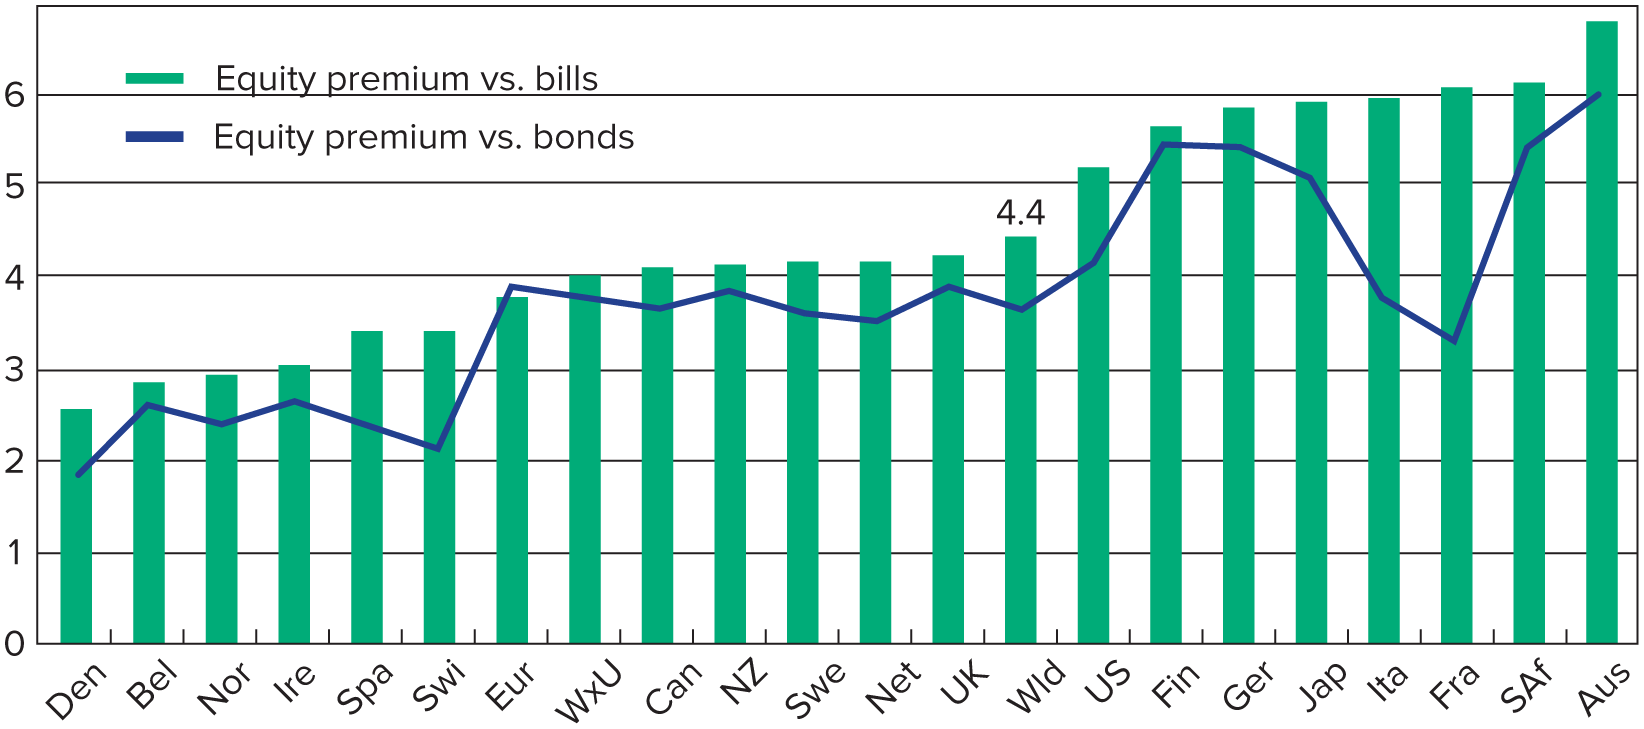 Equity premium vs. bills
6
Equity premium vs. bonds
5
4.4
4
3
2
1
0
Den Bel Nor Ire Spa Swi Eur WxU Can NZ Swe Net UK Wld US Fin Ger Jap Ita Fra SAf Aus